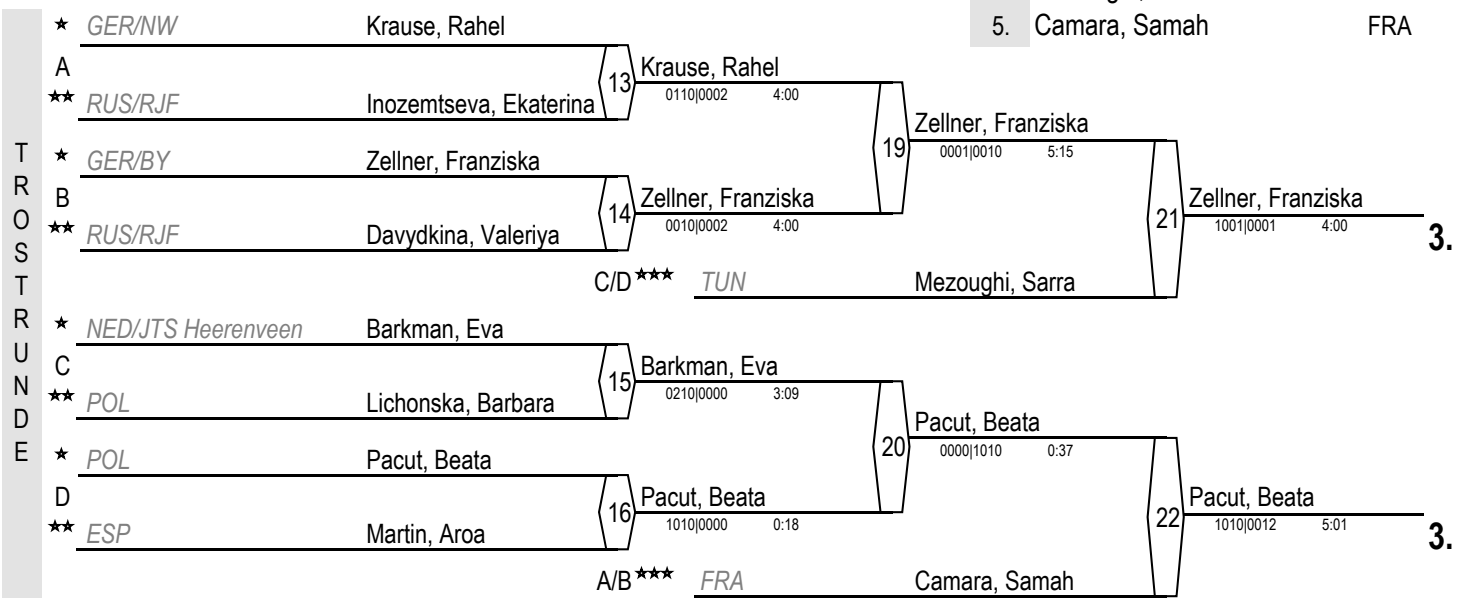 5. Camara, Samah FRA
TROSTRUNDE
GER/NW Krause, Rahel
A
13 Krause, Rahel
0110|0002 4:00
RUS/RJF Inozemtseva, Ekaterina
19 Zellner, Franziska
0001|0010 5:15
GER/BY Zellner, Franziska
B
14 Zellner, Franziska
0010|0002 4:00
21 Zellner, Franziska
1001|0001 4:00
3.
RUS/RJF Davydkina, Valeriya
C/D TUN Mezoughi, Sarra
NED/JTS Heerenveen Barkman, Eva
C
15 Barkman, Eva
0210|0000 3:09
POL Lichonska, Barbara
20 Pacut, Beata
0000|1010 0:37
POL Pacut, Beata
D
16 Pacut, Beata
1010|0000 0:18
22 Pacut, Beata
1010|0012 5:01
3.
ESP Martin, Aroa
A/B FRA Camara, Samah